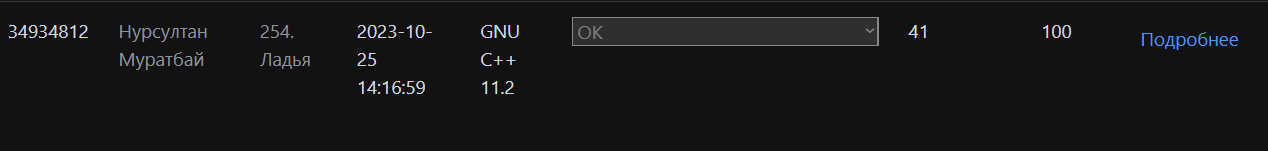 34934812 Нурсултан 254. 2023-10- GNU OK 41 100 Подробнее
Муратбай Ладья 25 C++
14:16:59 11.2